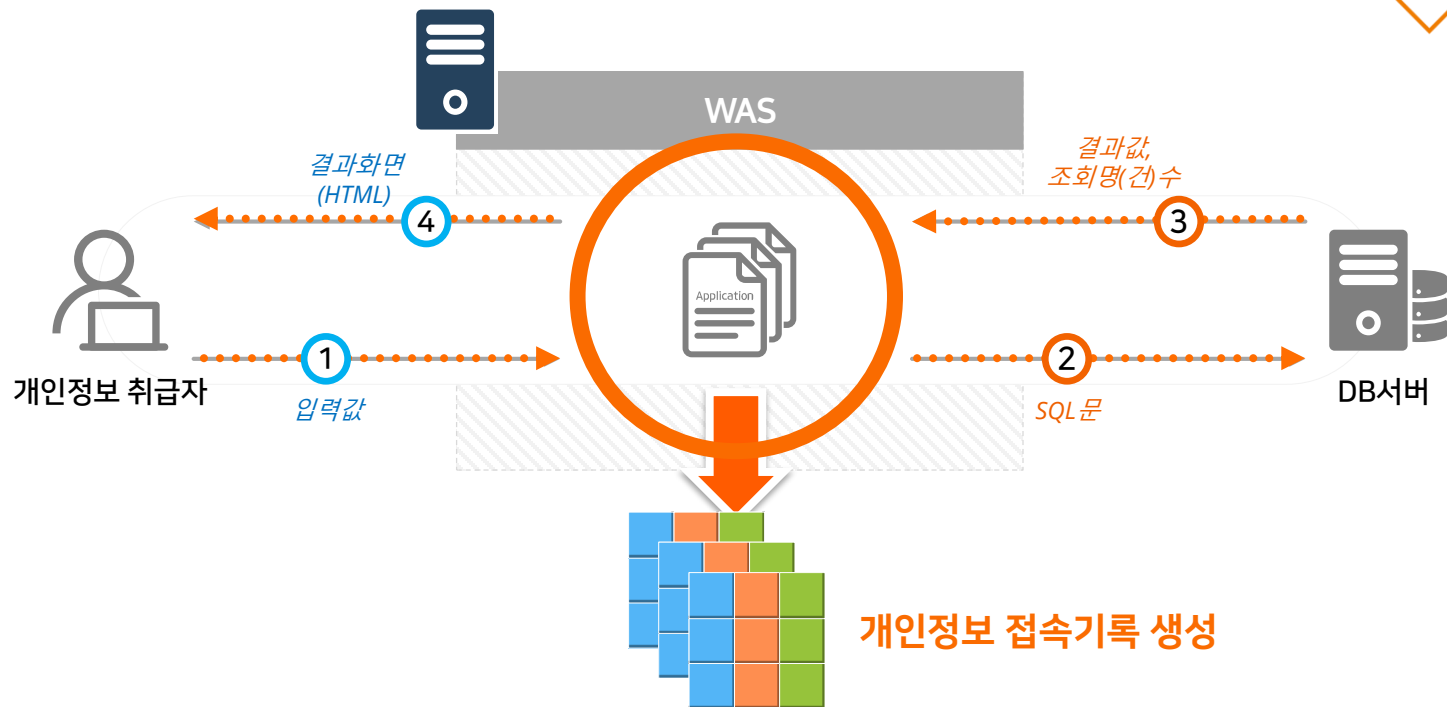 WAS
결과화면
(HTML)
4
결과값,
조회명(건)수
3
Application
1
입력값
2
SQL문
개인정보 취급자
DB서버
개인정보 접속기록 생성